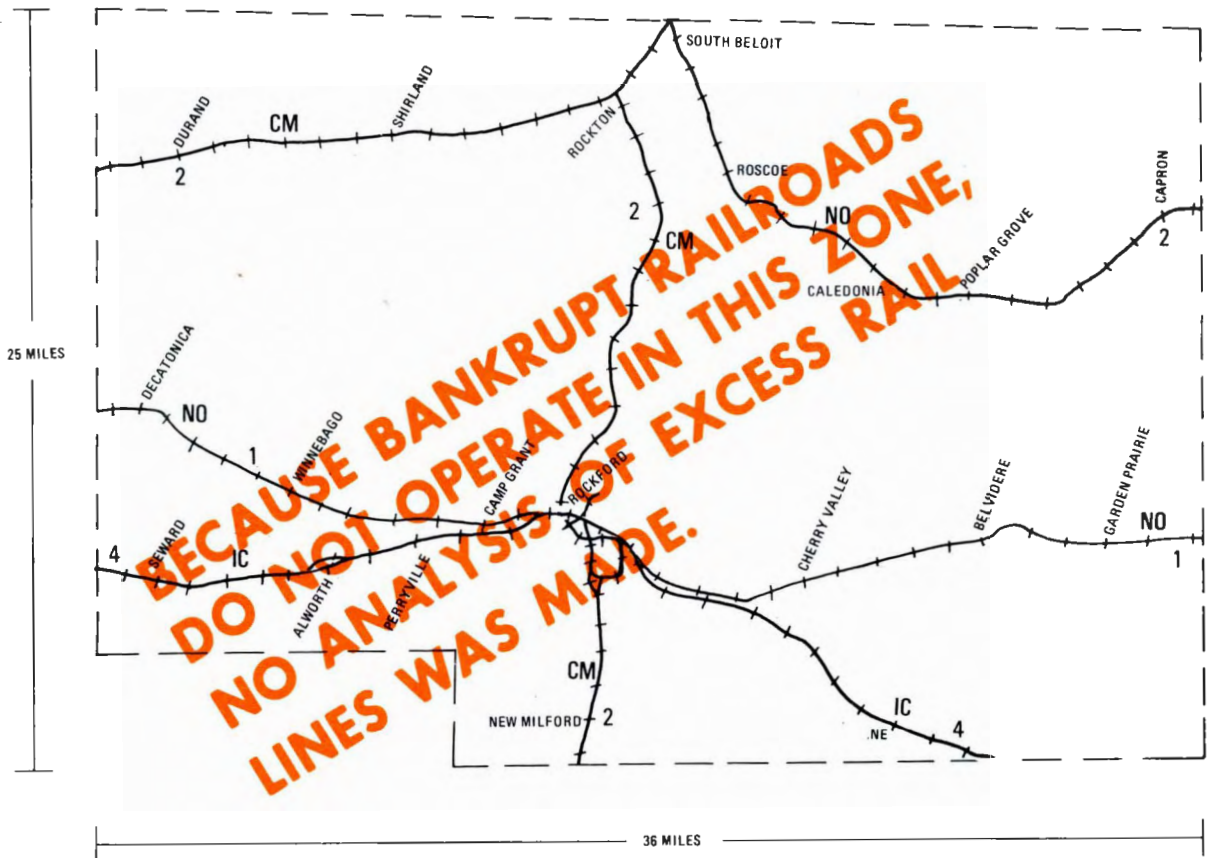 SOUTH BELOIT
DURAND
CM
SHIRLAND
2
ROCKTON
ROSCOE
CAPRON
2
CM
NO
2
POPLAR GROVE
CALEDONIA
25 MILES
DECATONICA
NO
1
WINNEBAGO
CAMP GRANT
ROCKFORD
CHERRY VALLEY
BELVIDERE
GARDEN PRAIRIE
NO
1
4
SEWARD
IC
ALWORTH
PERRYVILLE
CM
NEW MILFORD
2
IC
.NE
4
BECAUSE BANKRUPT RAILROADS
DO NOT OPERATE IN THIS ZONE,
NO ANALYSIS OF EXCESS RAIL
LINES WAS MADE.
36 MILES